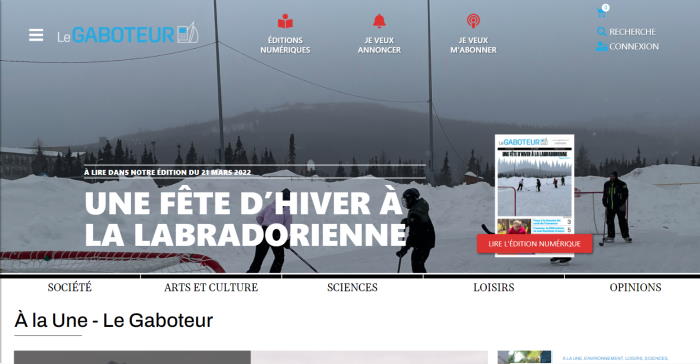 Le GABOTEUR
ÉDITIONS
NUMÉRIQUES
JE VEUX
ANNONCER
JE VEUX
M'ABONNER
0
RECHERCHE
CONNEXION
À LIRE DANS NOTRE ÉDITION DU 21 MARS 2022
UNE FÊTE D'HIVER À
LA LABRADORIENNE
Le GABOTEUR
UNE FÊTE D'HIVER À LA LABRADORIENNE
3
5
LIRE L'ÉDITION NUMÉRIQUE
SOCIÉTÉ
ARTS ET CULTURE
SCIENCES
LOISIRS
OPINIONS
À la Une - Le Gaboteur
À LA UNE, ENVIRONNEMENT, LOISIRS, SCIENCES,